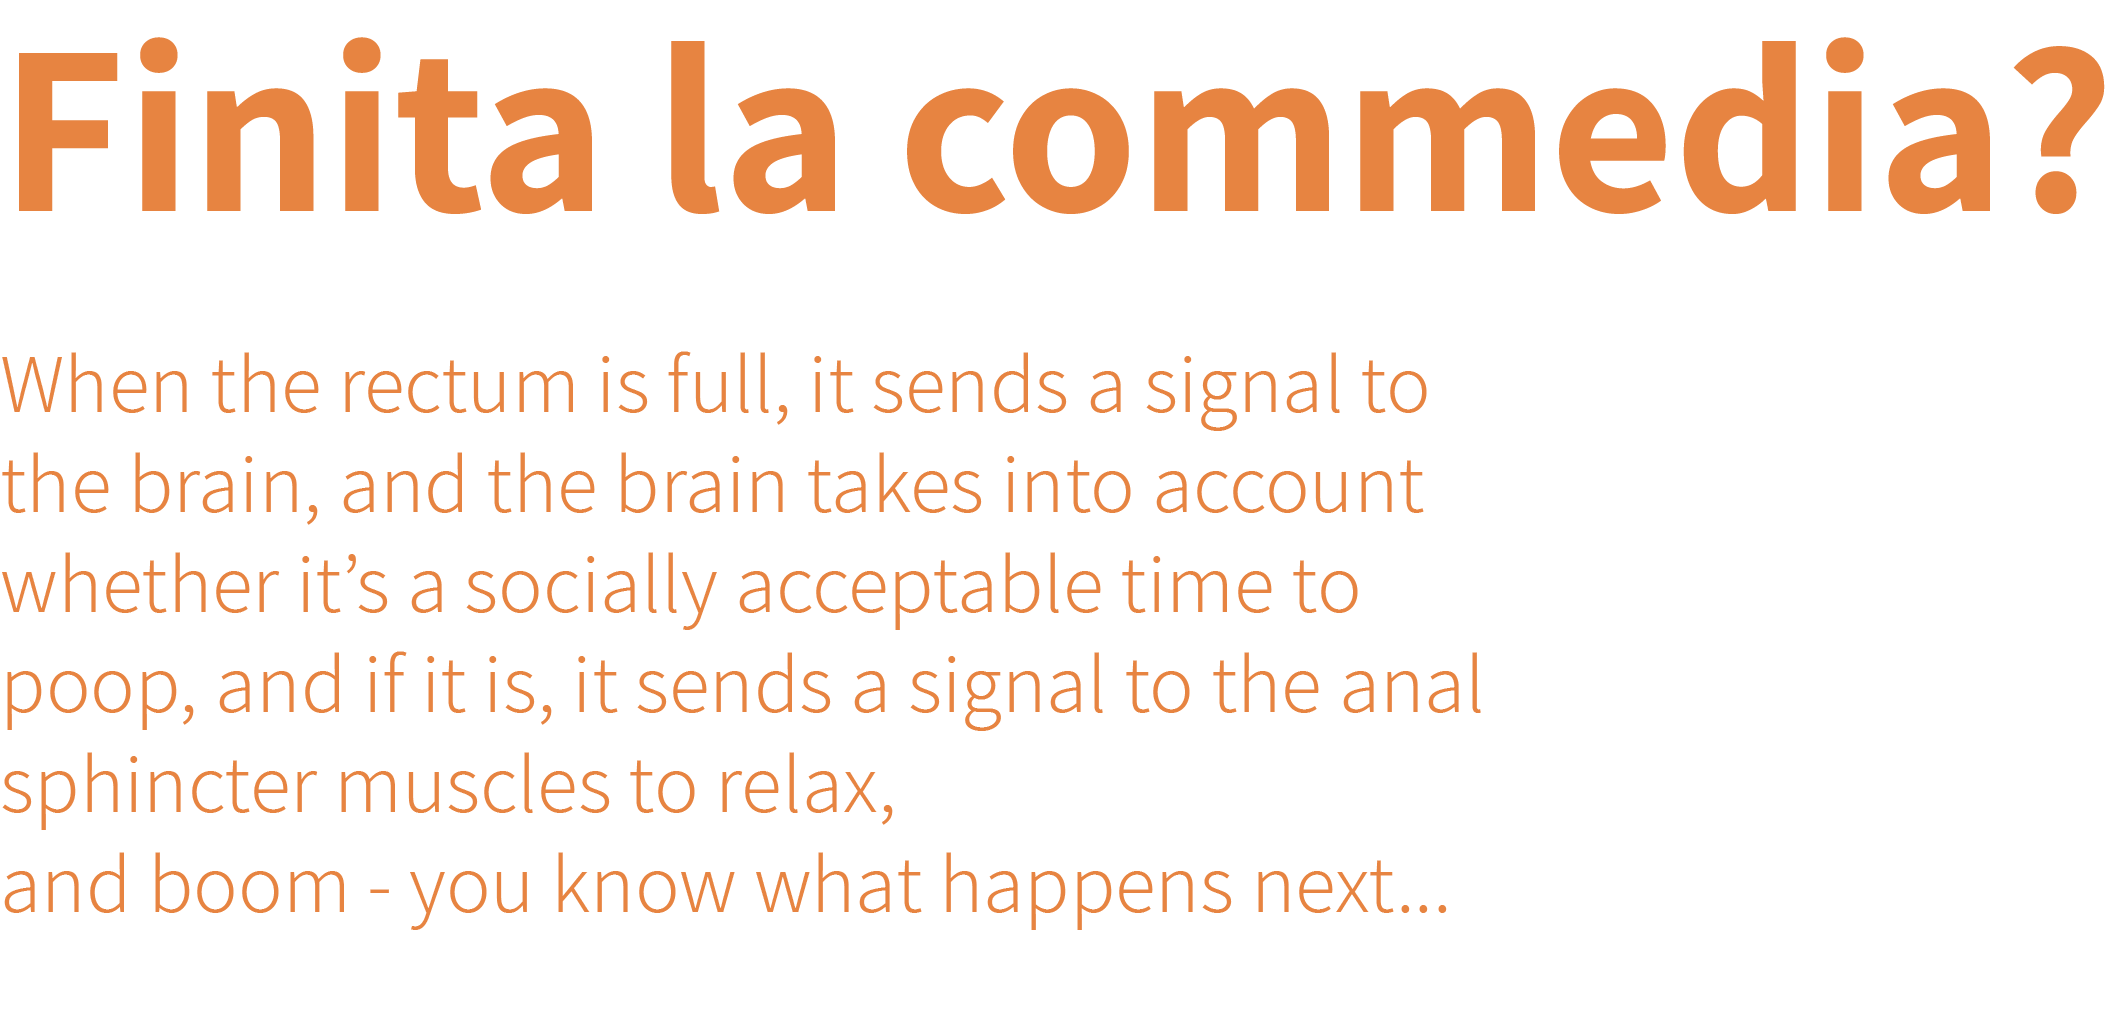 Finita la commedia?
When the rectum is full, it sends a signal to
the brain, and the brain takes into account
whether it’s a socially acceptable time to
poop, and if it is, it sends a signal to the anal
sphincter muscles to relax,
and boom - you know what happens next...